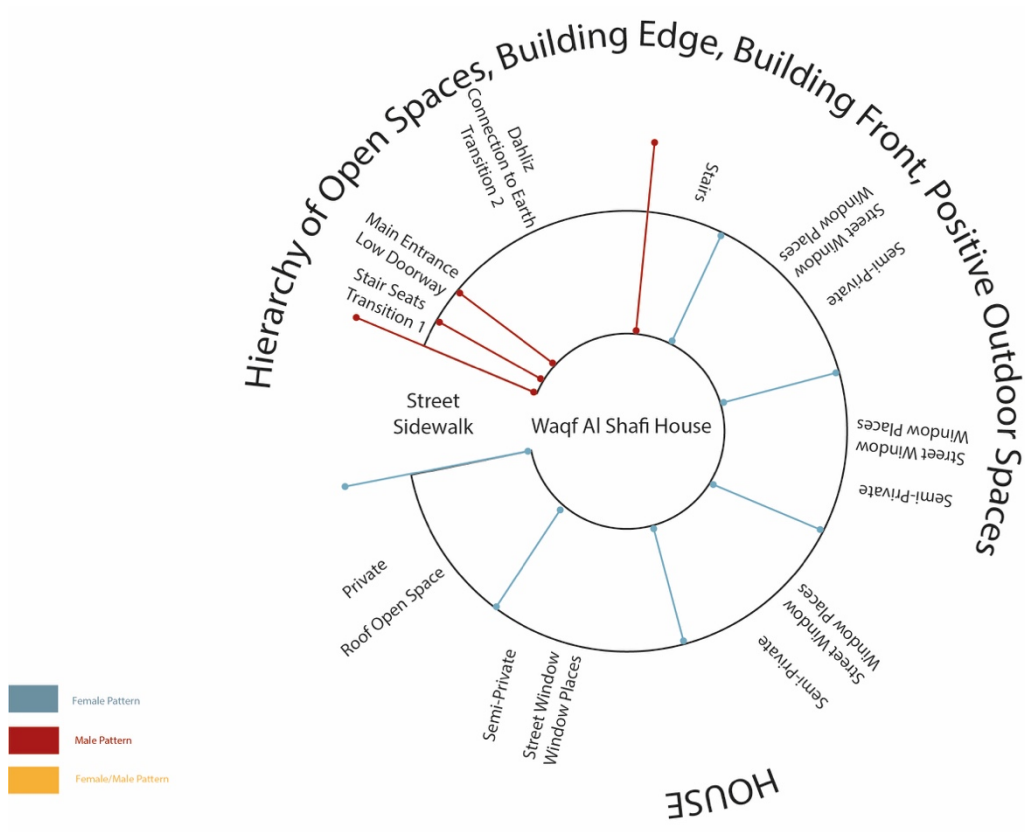 Hierarchy of Open Spaces, Building Edge, Building Front, Positive Outdoor Spaces
Dahliz
Connection to Earth
Transition 2
Stairs
Main Entrance
Low Doorway
Stair Seats
Transition 1
Window Places
Street Window
Semi-Private
Street
Sidewalk
Waqf Al Shafi House
Window Places
Street Window
Semi-Private
Window Places
Street Window
Semi-Private
Private
Roof Open Space
Semi-Private
Street Window
Window Places
HOUSE
Female Pattern
Male Pattern
Female/Male Pattern